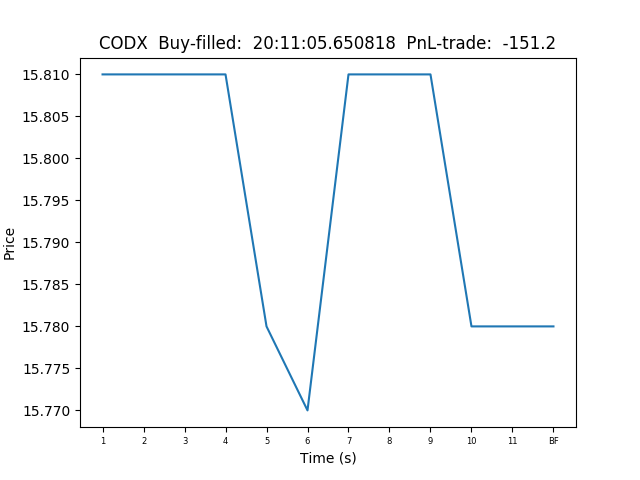 CODX  Buy-filled:  20:11:05.650818  PnL-trade:  -151.2
15.810
15.805
15.800
15.795
15.790
15.785
15.780
15.775
15.770
Price
1 2 3 4 5 6 7 8 9 10 11 BF
Time (s)